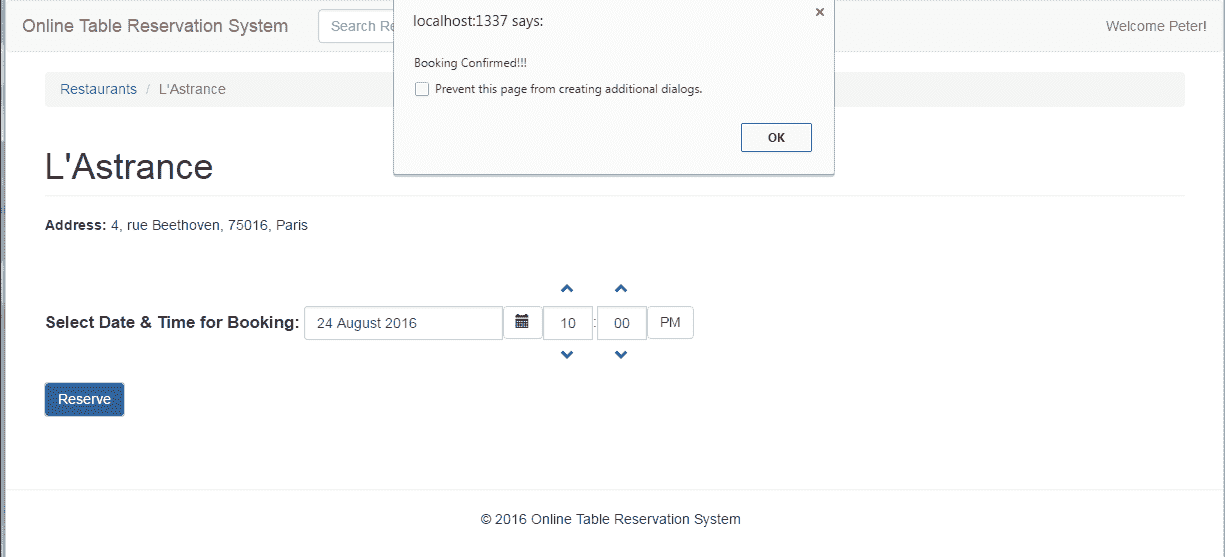 Online Table Reservation System
Search Re
Welcome Peter!
localhost:1337 says:
Booking Confirmed!!!
Prevent this page from creating additional dialogs.
OK
Restaurants / L'Astrance
L'Astrance
Address: 4, rue Beethoven, 75016, Paris
Select Date & Time for Booking: 24 August 2016 10 : 00 PM
Reserve
© 2016 Online Table Reservation System